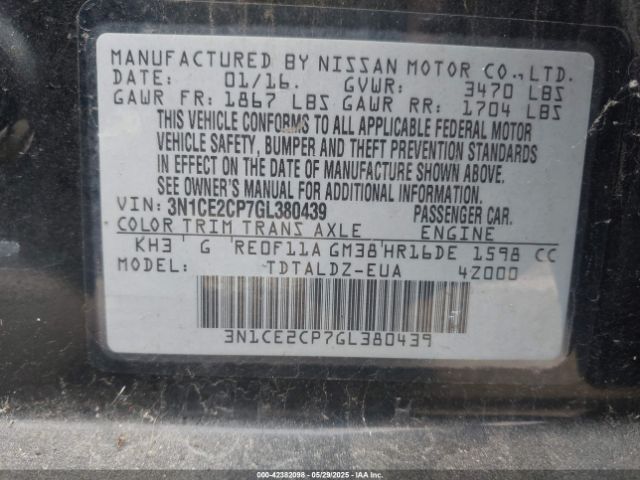 MANUFACTURED BY NISSAN MOTOR CO., LTD.
DATE: 01/16. GVWR: 3470 LBS
GAWR FR: 1867 LBS GAWR RR: 1704 LBS
THIS VEHICLE CONFORMS TO ALL APPLICABLE FEDERAL MOTOR
VEHICLE SAFETY, BUMPER AND THEFT PREVENTION STANDARDS
IN EFFECT ON THE DATE OF MANUFACTURE SHOWN ABOVE.
SEE OWNER'S MANUAL FOR ADDITIONAL INFORMATION.
VIN: 3N1CE2CP7GL380439 PASSENGER CAR.
COLOR TRIM TRANS AXLE ENGINE
KH3 G RE0F11A GM38 HR16DE 1598 CC
MODEL: TDTALDZ-EUA 4Z000
3N1CE2CP7GL380439
000-42382098 05/29/2025 IAAI.COM